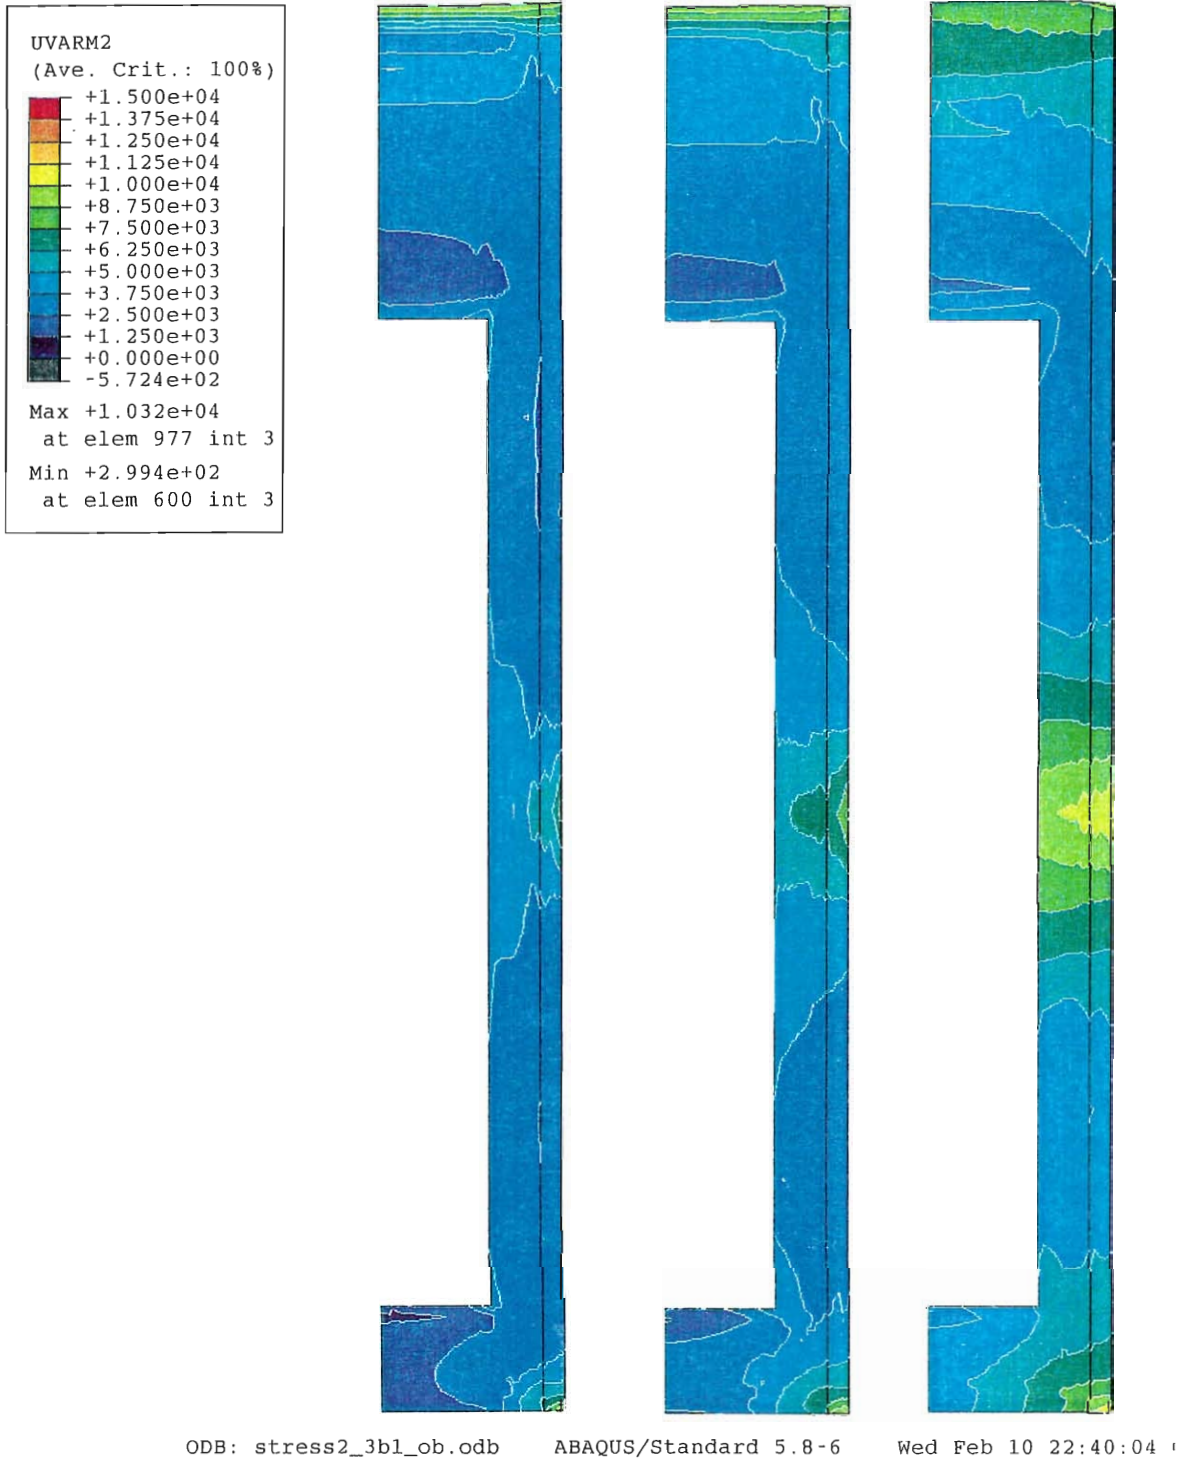 UVARM2
(Ave. Crit.: 100%)
+1.500e+04
+1.375e+04
+1.250e+04
+1.125e+04
+1.000e+04
+8.750e+03
+7.500e+03
+6.250e+03
+5.000e+03
+3.750e+03
+2.500e+03
+1.250e+03
+0.000e+00
-5.724e+02
Max +1.032e+04
at elem 977 int 3
Min +2.994e+02
at elem 600 int 3
ODB: stress2_3b1_ob.odb ABAQUS/Standard 5.8-6 Wed Feb 10 22:40:04